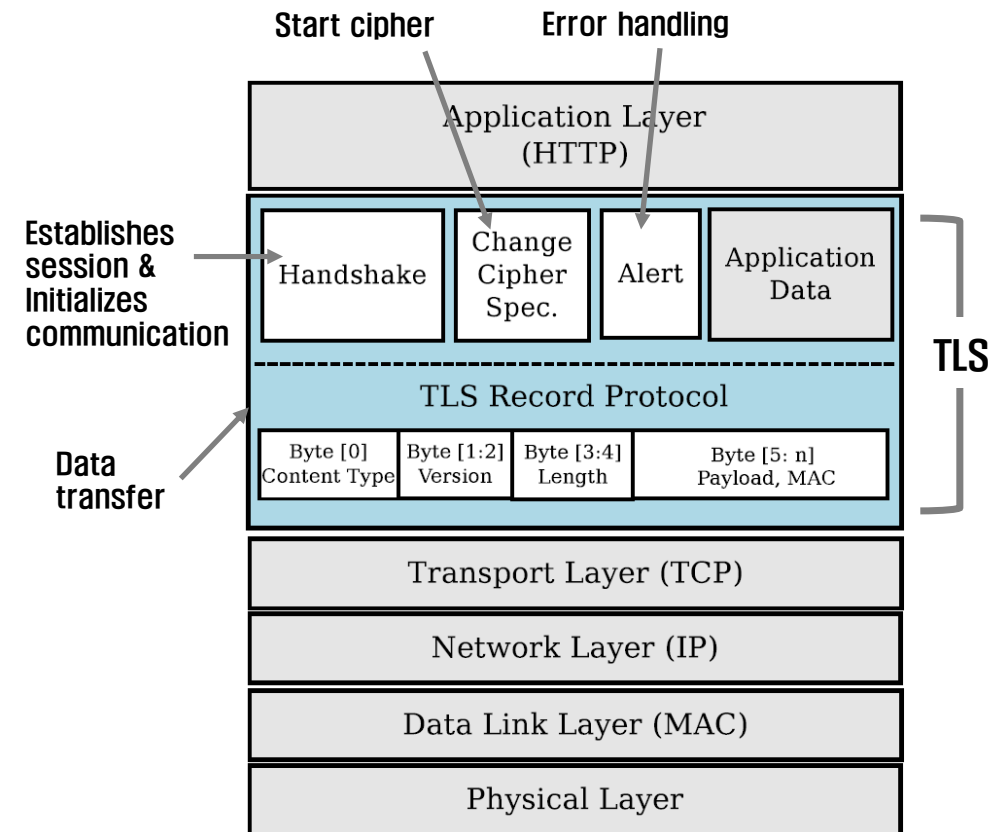 Start cipher
Error handling
Application Layer
(HTTP)
Establishes
session &
Initializes
communication
Handshake
Change
Cipher
Spec.
Alert
Application
Data
TLS
TLS Record Protocol
Byte [0]
Content Type
Byte [1:2]
Version
Byte [3:4]
Length
Byte [5: n]
Payload, MAC
Data
transfer
Transport Layer (TCP)
Network Layer (IP)
Data Link Layer (MAC)
Physical Layer